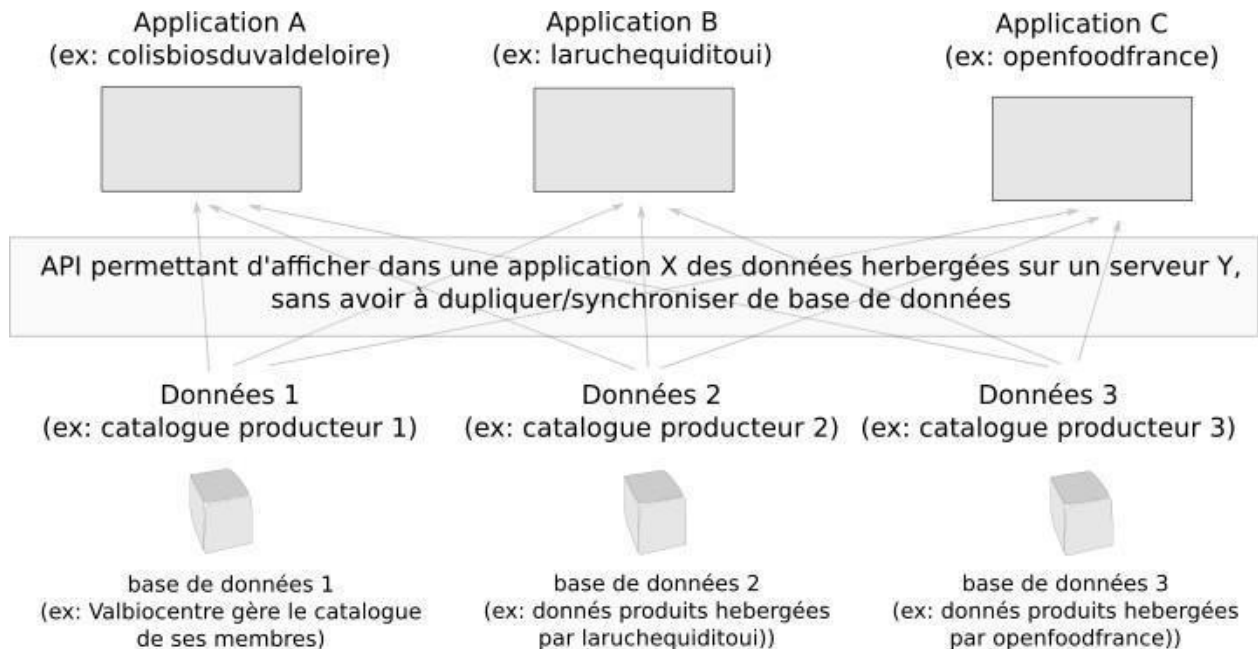 Application A
(ex: colisbiosduvaldeloire)
Application B
(ex: laruchequiditoui)
Application C
(ex: openfoodfrance)
API permettant d'afficher dans une application X des données herbergées sur un serveur Y,
sans avoir à dupliquer/synchroniser de base de données
Données 1
(ex: catalogue producteur 1)
Données 2
(ex: catalogue producteur 2)
Données 3
(ex: catalogue producteur 3)
base de données 1
(ex: Valbiocentre gère le catalogue
de ses membres)
base de données 2
(ex: donnés produits hebergées
par laruchequiditoui))
base de données 3
(ex: donnés produits hebergées
par openfoodfrance))